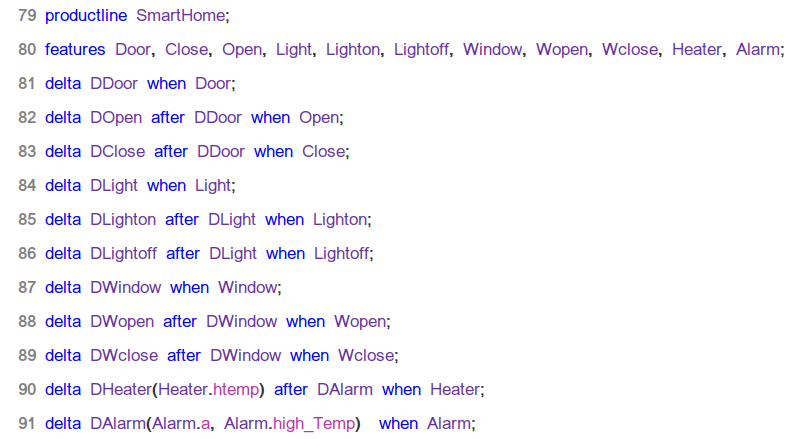 79 productline SmartHome;
80 features Door, Close, Open, Light, Lighton, Lightoff, Window, Wopen, Wclose, Heater, Alarm;
81 delta DDoor when Door;
82 delta DOpen after DDoor when Open;
83 delta DClose after DDoor when Close;
84 delta DLight when Light;
85 delta DLighton after DLight when Lighton;
86 delta DLightoff after DLight when Lightoff;
87 delta DWindow when Window;
88 delta DWopen after DWindow when Wopen;
89 delta DWclose after DWindow when Wclose;
90 delta DHeater(Heater.htemp) after DAlarm when Heater;
91 delta DAlarm(Alarm.a, Alarm.high_Temp) when Alarm;